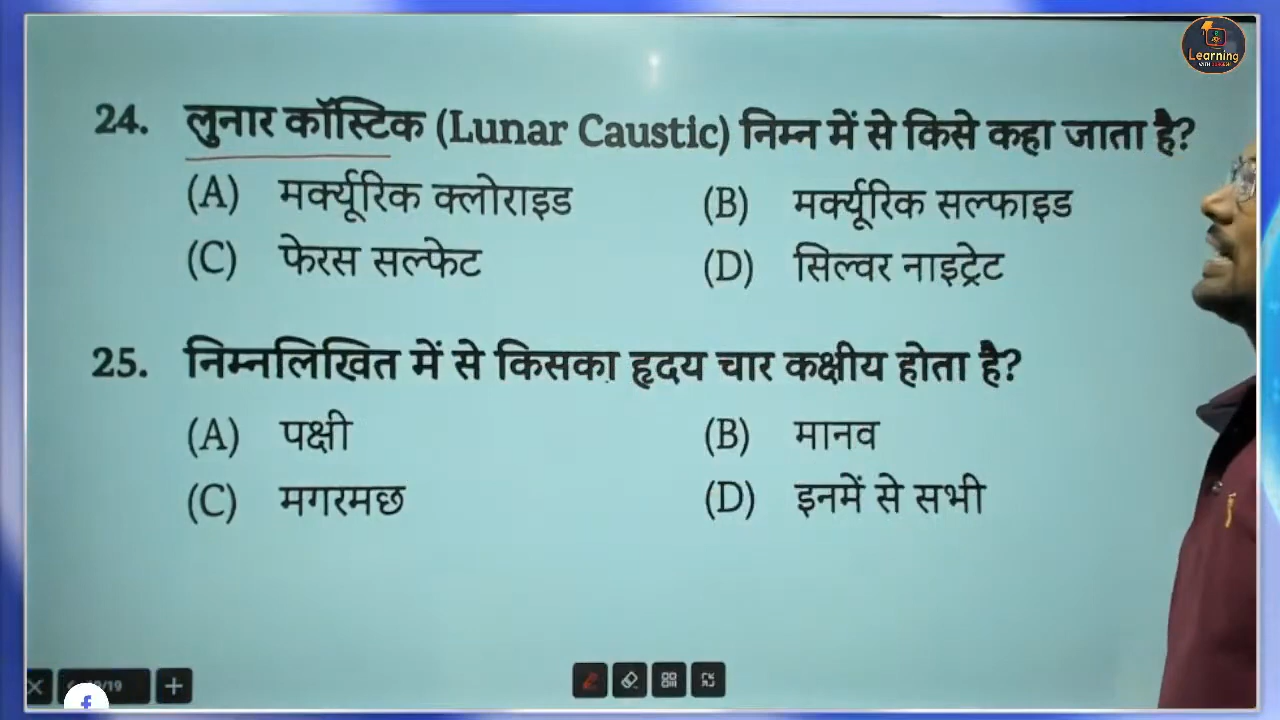 Learning
24. लुनार कॉस्टिक (Lunar Caustic) निम्न में से किसे कहा जाता है?
(A) मर्क्यूरिक क्लोराइड (B) मर्क्यूरिक सल्फाइड
(C) फेरस सल्फेट (D) सिल्वर नाइट्रेट
25. निम्नलिखित में से किसका हृदय चार कक्षीय होता है?
(A) पक्षी (B) मानव
(C) मगरमछ (D) इनमें से सभी